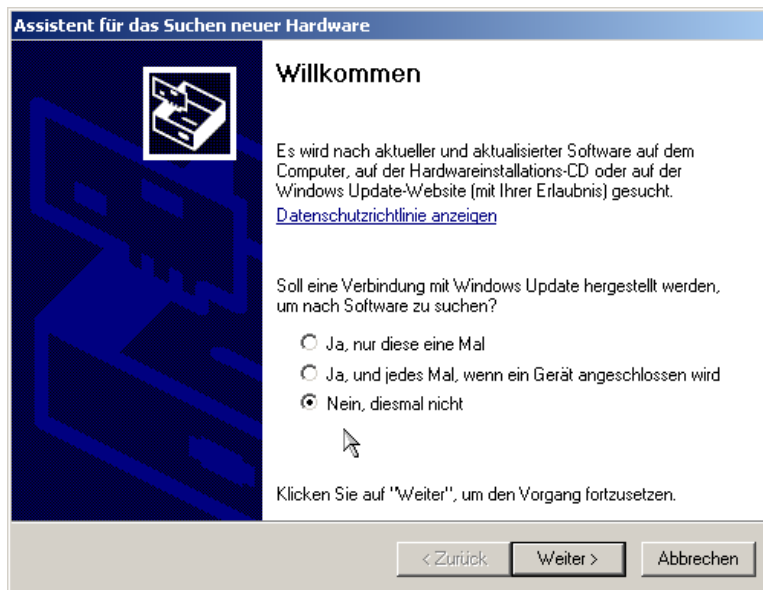 Assistent für das Suchen neuer Hardware
Willkommen
Es wird nach aktueller und aktualisierter Software auf dem
Computer, auf der Hardwareinstallations-CD oder auf der
Windows Update-Website (mit Ihrer Erlaubnis) gesucht.
Datenschutzrichtlinie anzeigen
Soll eine Verbindung mit Windows Update hergestellt werden,
um nach Software zu suchen?
Ja, nur diese eine Mal
Ja, und jedes Mal, wenn ein Gerät angeschlossen wird
Nein, diesmal nicht
Klicken Sie auf "Weiter", um den Vorgang fortzusetzen.
< Zurück Weiter > Abbrechen